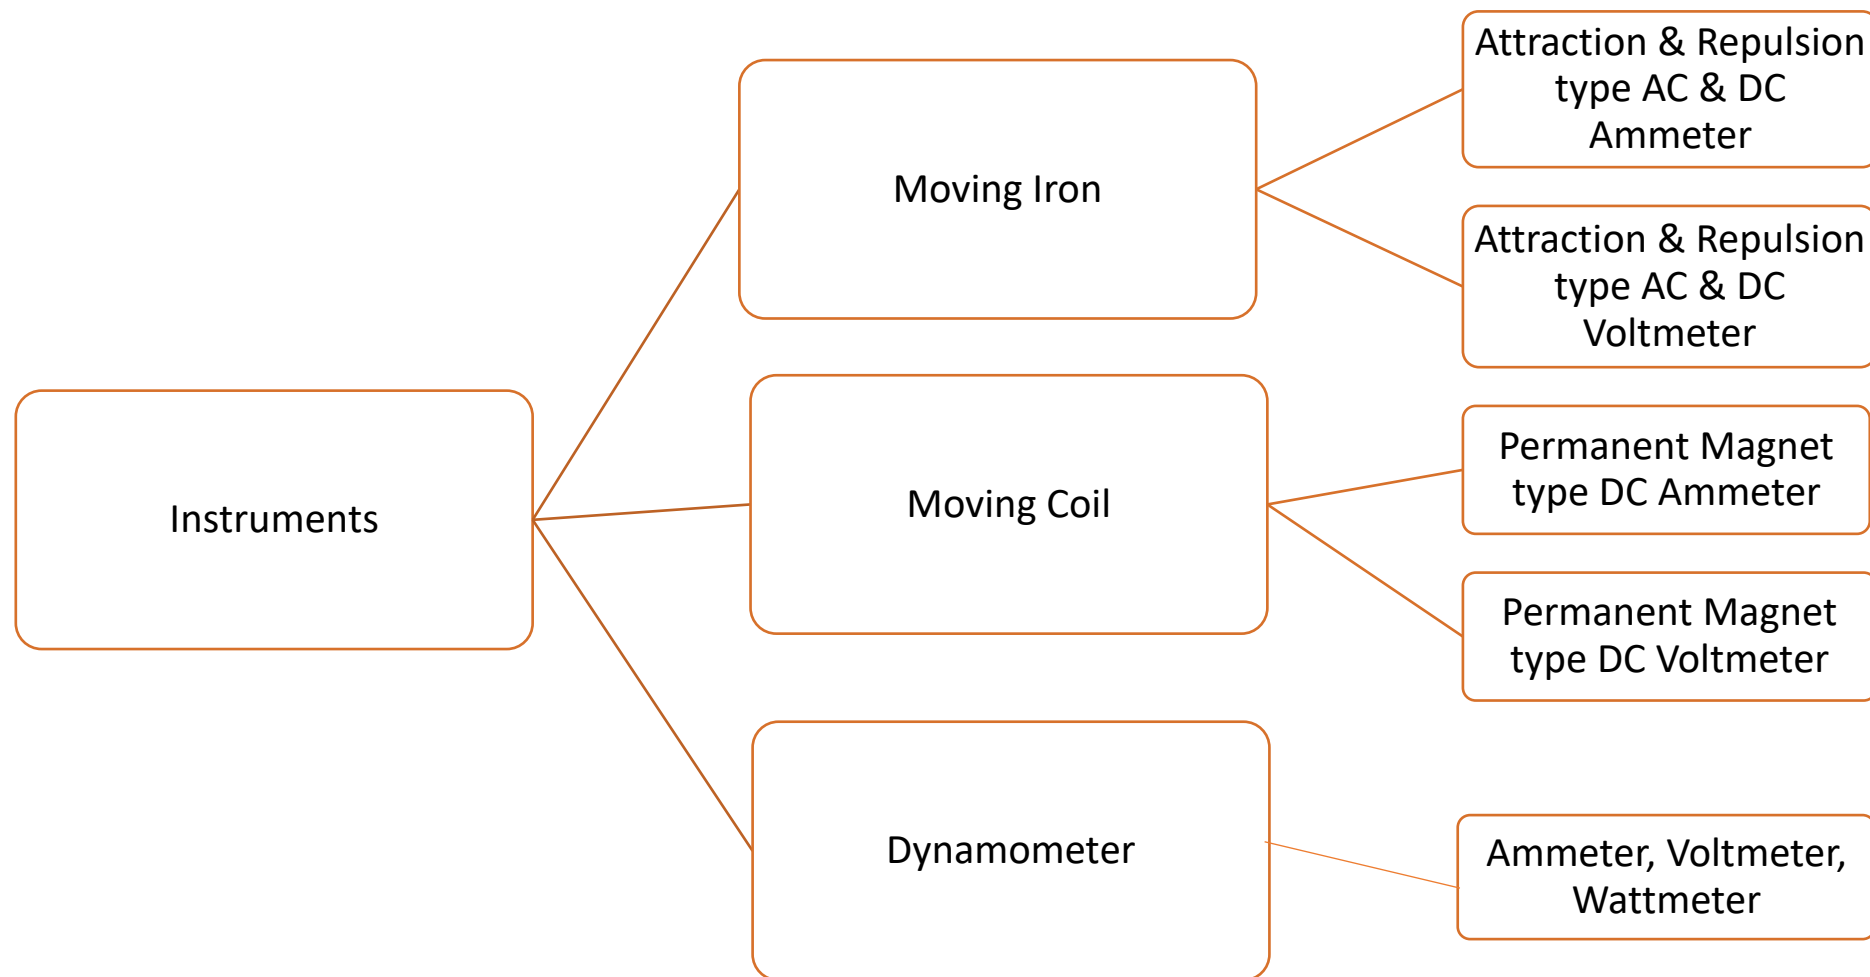 Instruments
Moving Iron
Attraction & Repulsion
type AC & DC
Ammeter
Attraction & Repulsion
type AC & DC
Voltmeter
Moving Coil
Permanent Magnet
type DC Ammeter
Permanent Magnet
type DC Voltmeter
Dynamometer
Ammeter, Voltmeter,
Wattmeter